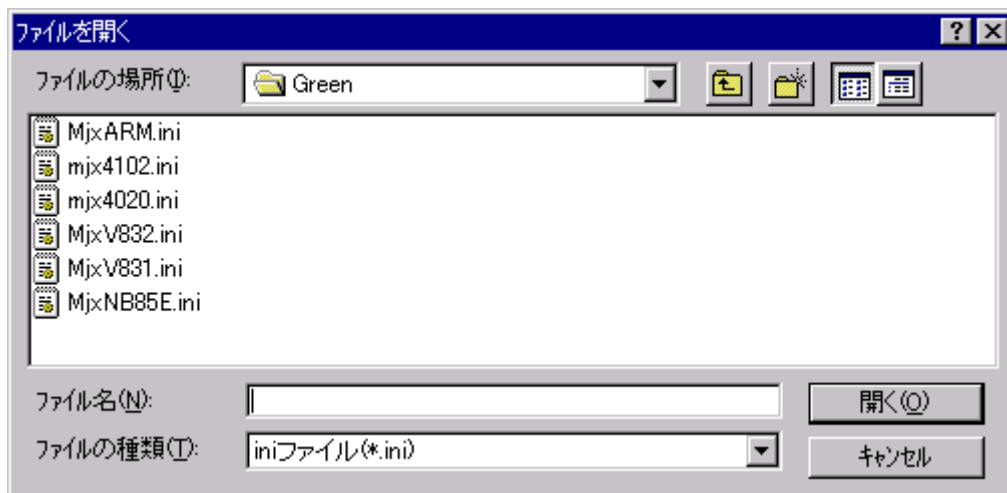 ファイルを開く
ファイルの場所(I): Green
MjxARM.ini
mjx4102.ini
mjx4020.ini
MjxV832.ini
MjxV831.ini
MjxNB85E.ini
ファイル名(N): 開く(O)
ファイルの種類(T): iniファイル(*.ini) キャンセル